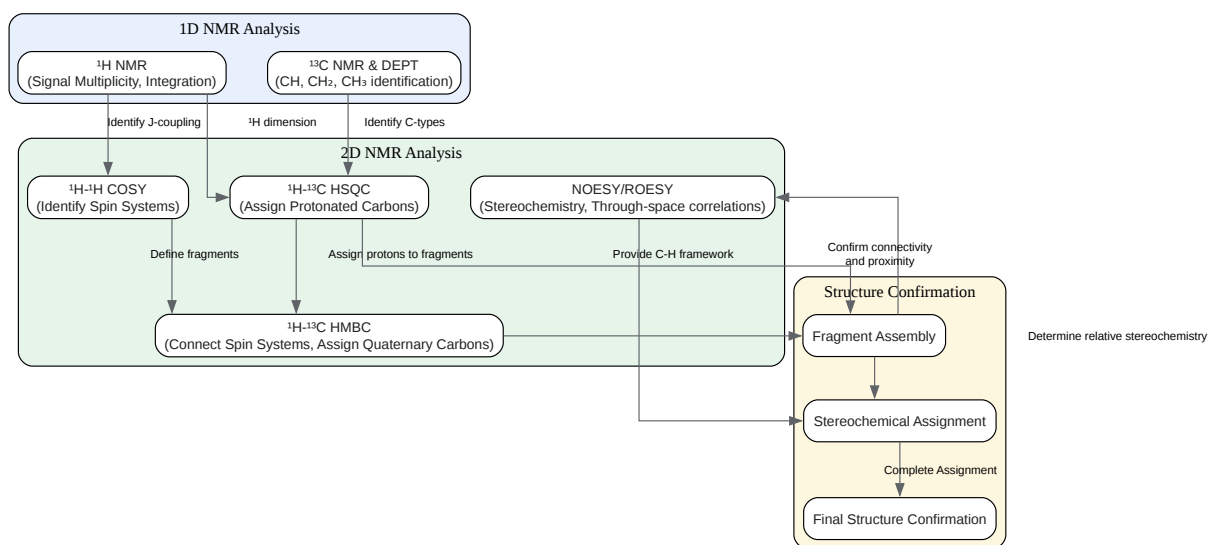 1D NMR Analysis
¹H NMR
(Signal Multiplicity, Integration)
¹³C NMR & DEPT
(CH, CH₂, CH₃ identification)
Identify J-coupling
¹H dimension
Identify C-types
2D NMR Analysis
¹H-¹H COSY
(Identify Spin Systems)
¹H-¹³C HSQC
(Assign Protonated Carbons)
NOESY/ROESY
(Stereochemistry, Through-space correlations)
Define fragments
Assign protons to fragments
Provide C-H framework
Confirm connectivity
and proximity
Structure Confirmation
¹H-¹³C HMBC
(Connect Spin Systems, Assign Quaternary Carbons)
Fragment Assembly
Determine relative stereochemistry
Stereochemical Assignment
Complete Assignment
Final Structure Confirmation